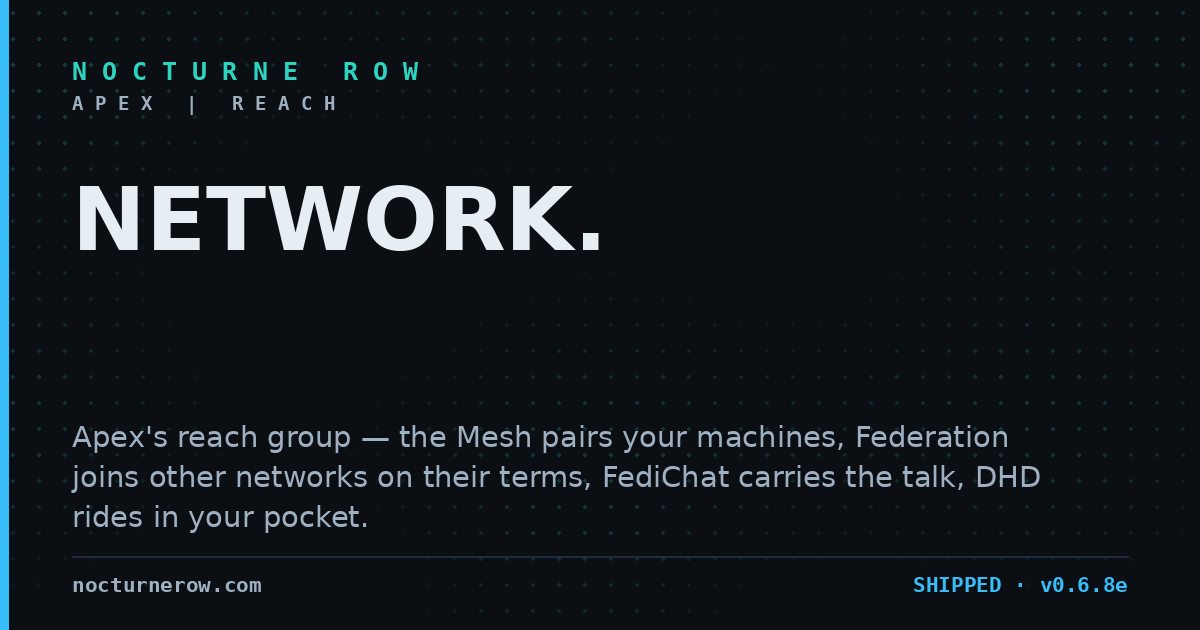 NOCTURNE ROW
APEX | REACH
NETWORK.
Apex's reach group — the Mesh pairs your machines, Federation
joins other networks on their terms, FediChat carries the talk, DHD
rides in your pocket.
nocturnerow.com
SHIPPED · v0.6.8e